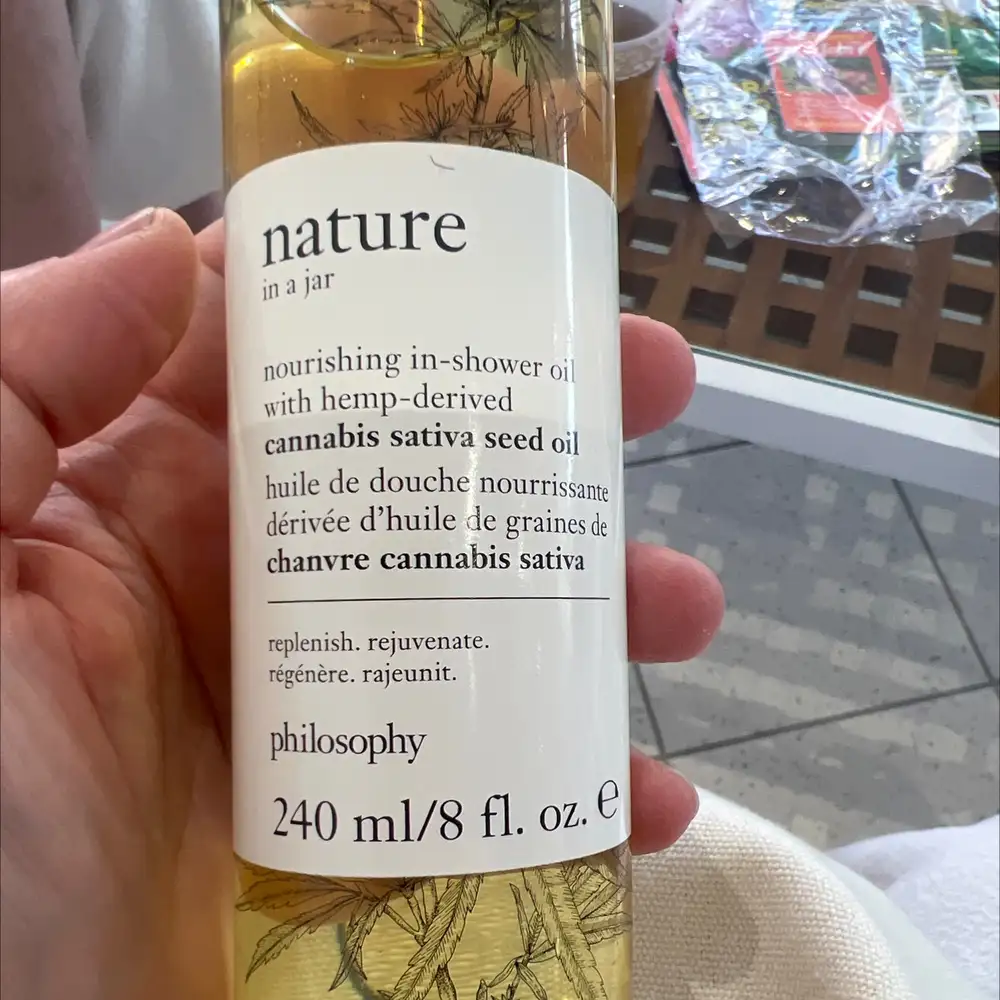 nature
in a jar
nourishing in-shower oil
with hemp-derived
cannabis sativa seed oil
huile de douche nourrissante
dérivée d'huile de graines de
chanvre cannabis sativa
replenish. rejuvenate.
régénère. rajeunit.
philosophy
240 ml/8 fl. oz. ℮